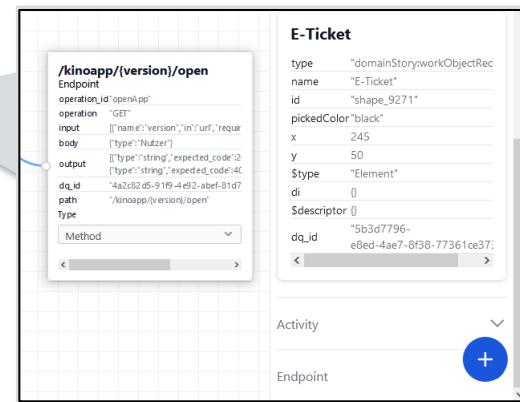 /kinoapp/{version}/open
Endpoint
operation_id "openApp"
operation "GET"
input [{"name":"version","in":"url","requir
body {"type":"Nutzer"}
output [{"type":"string","expected_code":2
{"type":"string","expected_code":40
dq_id "4a2c82d5-91f9-4e92-abef-81d7
path "/kinoapp/{version}/open"
Type
Method
E-Ticket
type "domainStory:workObjectRec
name "E-Ticket"
id "shape_9271"
pickedColor "black"
x 245
y 50
$type "Element"
di {}
$descriptor {}
dq_id "5b3d7796-
e8ed-4ae7-8f38-77361ce373
Activity
+
Endpoint